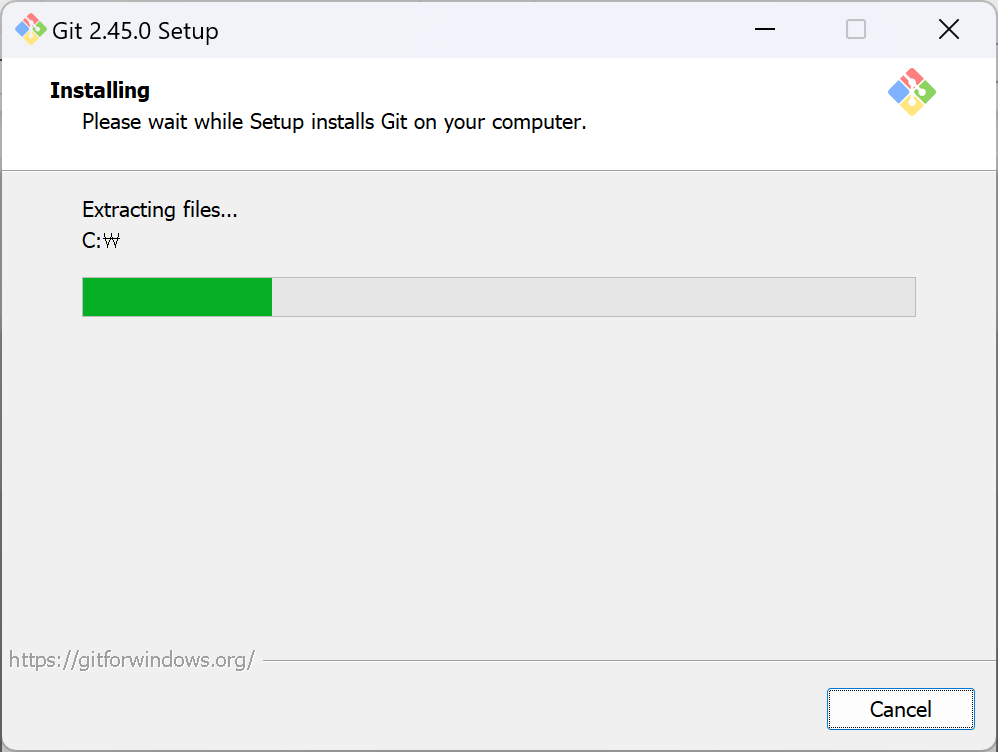 Git 2.45.0 Setup
Installing
Please wait while Setup installs Git on your computer.
Extracting files...
C:₩
https://gitforwindows.org/
Cancel